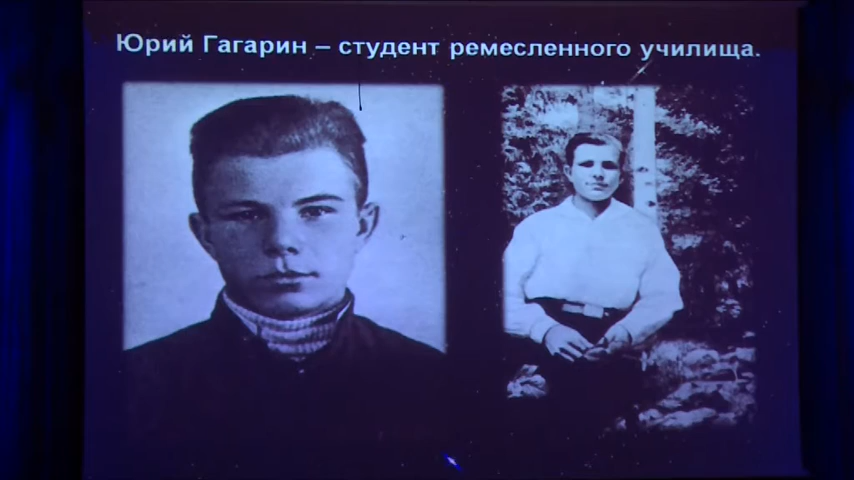 Юрий Гагарин – студент ремесленного училища.